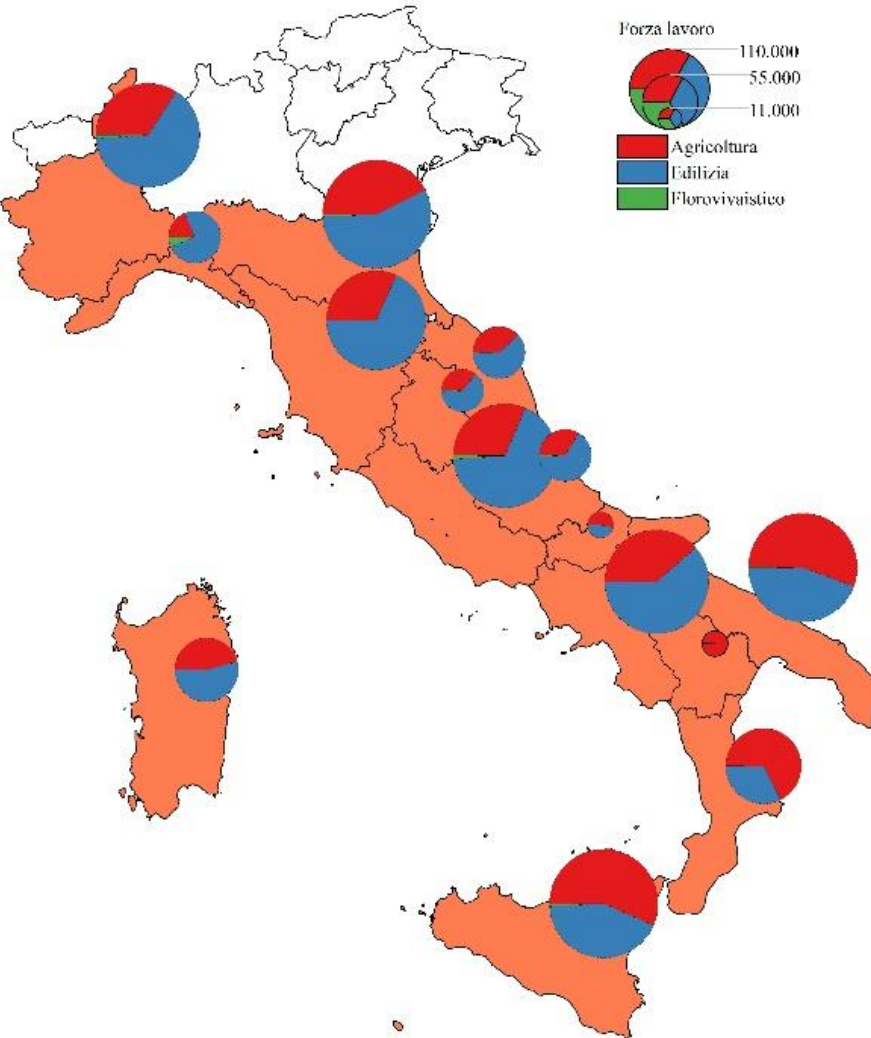 Forza lavoro
110.000
55.000
11.000
Agricoltura
Edilizia
Florovivaistico